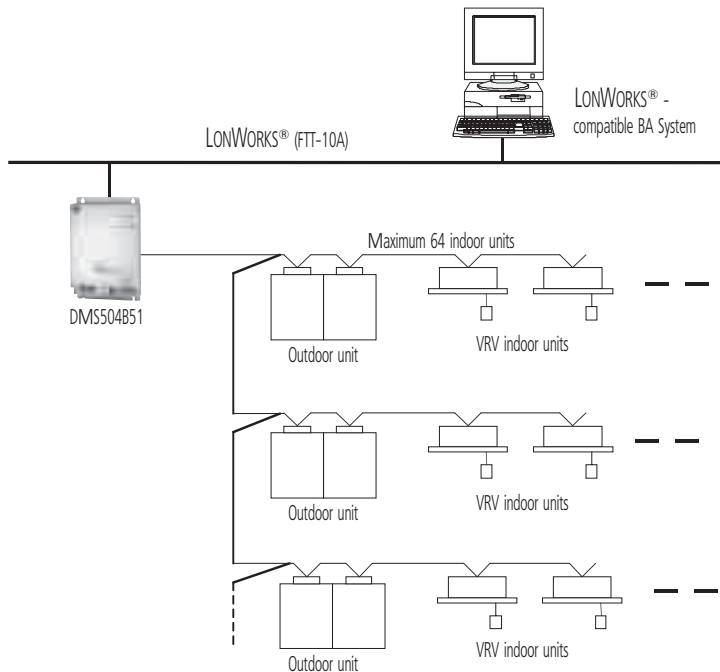 LONWORKS® -
compatible BA System
LONWORKS® (FTT-10A)
Maximum 64 indoor units
DMS504B51
Outdoor unit
VRV indoor units
Outdoor unit
VRV indoor units
Outdoor unit
VRV indoor units